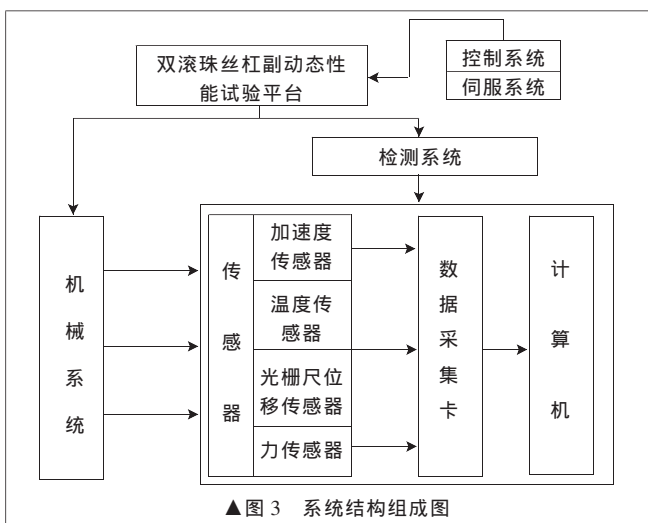 双滚珠丝杠副动态性
能试验平台
控制系统
伺服系统
检测系统
机械系统
传感器
加速度
传感器
温度传
感器
光栅尺位
移传感器
力传感器
数据采集卡
计算机
▲图 3 系统结构组成图